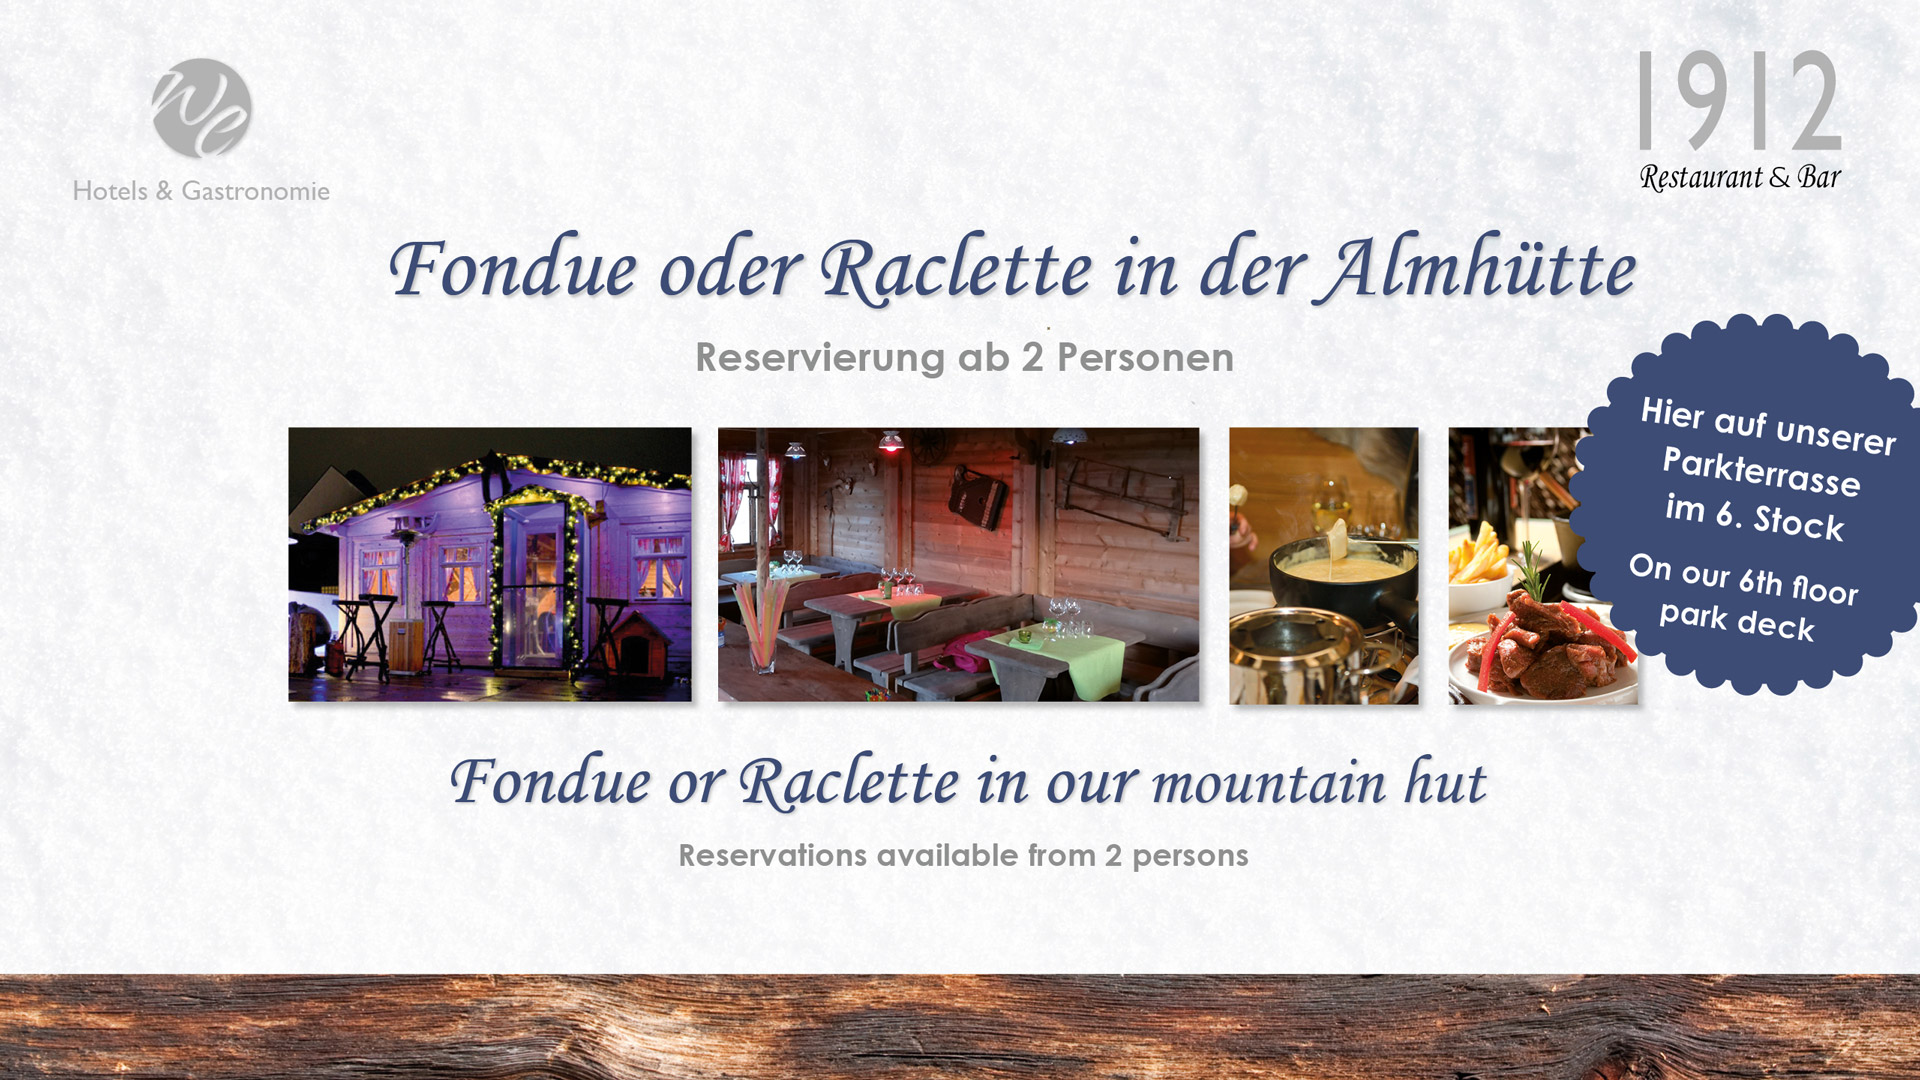 We
Hotels & Gastronomie
1912
Restaurant & Bar
Fondue oder Raclette in der Almhütte
Reservierung ab 2 Personen
Hier auf unserer
Parkterrasse
im 6. Stock
On our 6th floor
park deck
Fondue or Raclette in our mountain hut
Reservations available from 2 persons